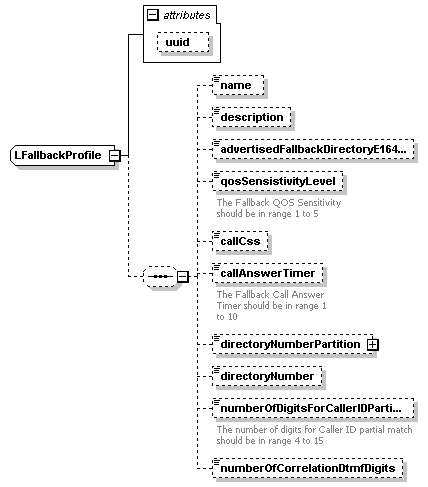 attributes
uuid
name
description
advertisedFallbackDirectoryE164...
LFallbackProfile
qosSensistivityLevel
The Fallback QOS Sensitivity
should be in range 1 to 5
callCss
callAnswerTimer
The Fallback Call Answer
Timer should be in range 1
to 10
directoryNumberPartition
directoryNumber
numberOfDigitsForCallerIDParti...
The number of digits for Caller ID partial match
should be in range 4 to 15
numberOfCorrelationDtmfDigits